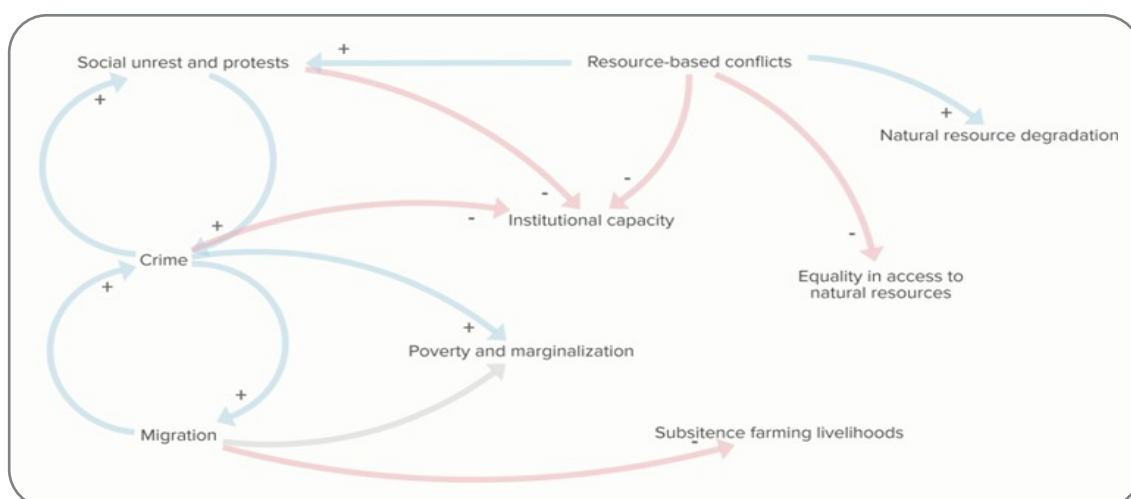 +
Social unrest and protests
Resource-based conflicts
+
+
Natural resource degradation
-
-
Institutional capacity
-
+
-
Crime
Equality in access to
natural resources
+
+
Poverty and marginalization
+
Migration
Subsitence farming livelihoods
-